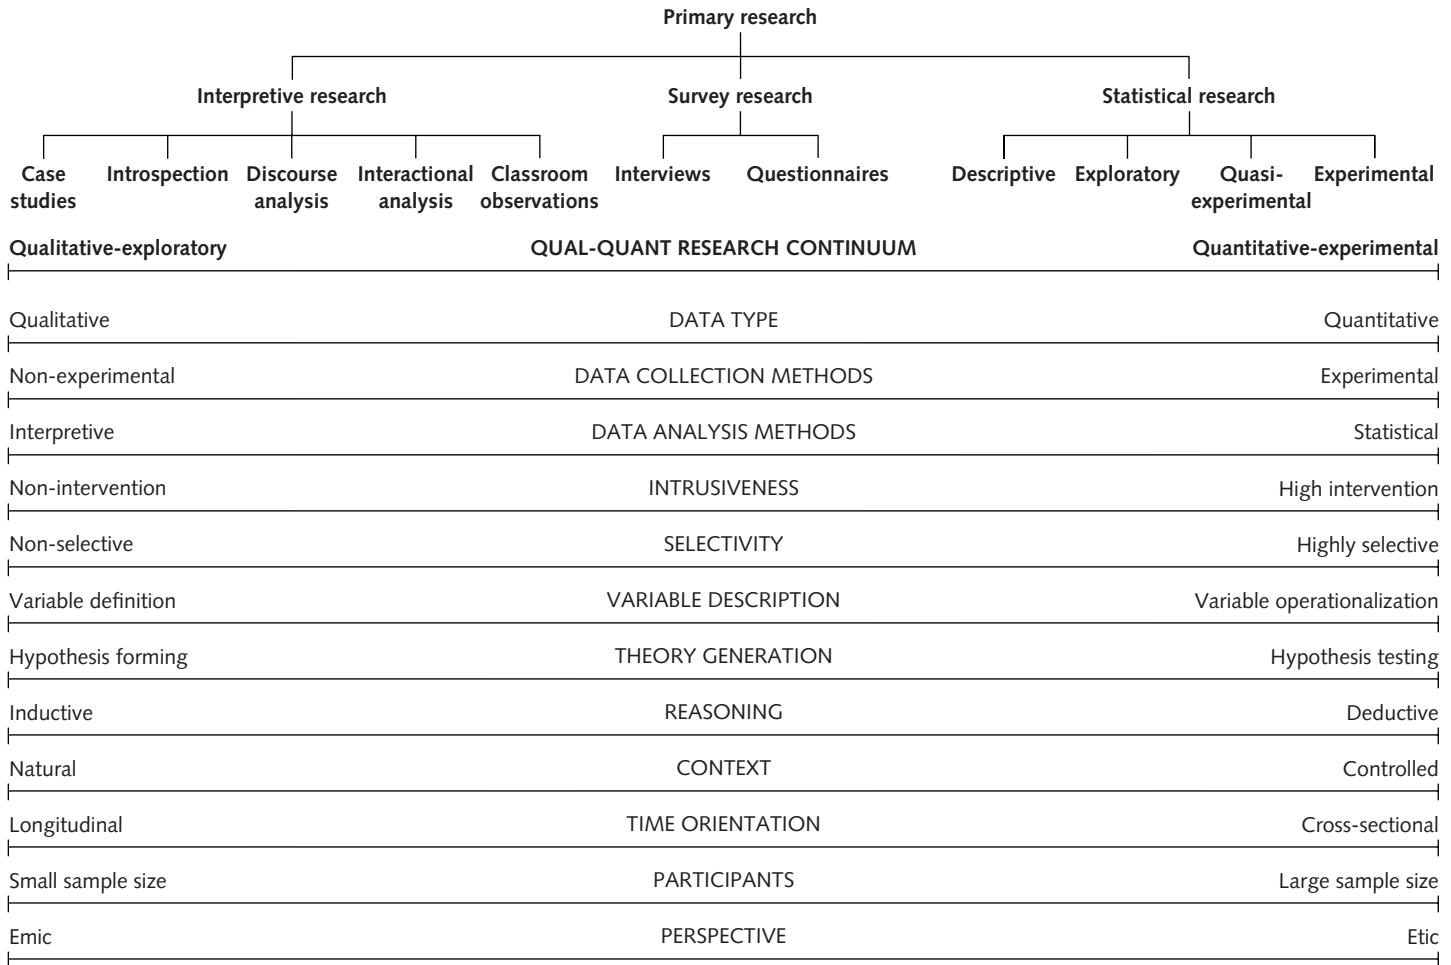 Primary research
Interpretive research Survey research Statistical research
Case Introspection Discourse Interactional Classroom Interviews Questionnaires Descriptive Exploratory Quasi- Experimental
studies analysis analysis observations experimental
Qualitative-exploratory QUAL-QUANT RESEARCH CONTINUUM Quantitative-experimental
Qualitative DATA TYPE Quantitative
Non-experimental DATA COLLECTION METHODS Experimental
Interpretive DATA ANALYSIS METHODS Statistical
Non-intervention INTRUSIVENESS High intervention
Non-selective SELECTIVITY Highly selective
Variable definition VARIABLE DESCRIPTION Variable operationalization
Hypothesis forming THEORY GENERATION Hypothesis testing
Inductive REASONING Deductive
Natural CONTEXT Controlled
Longitudinal TIME ORIENTATION Cross-sectional
Small sample size PARTICIPANTS Large sample size
Emic PERSPECTIVE Etic